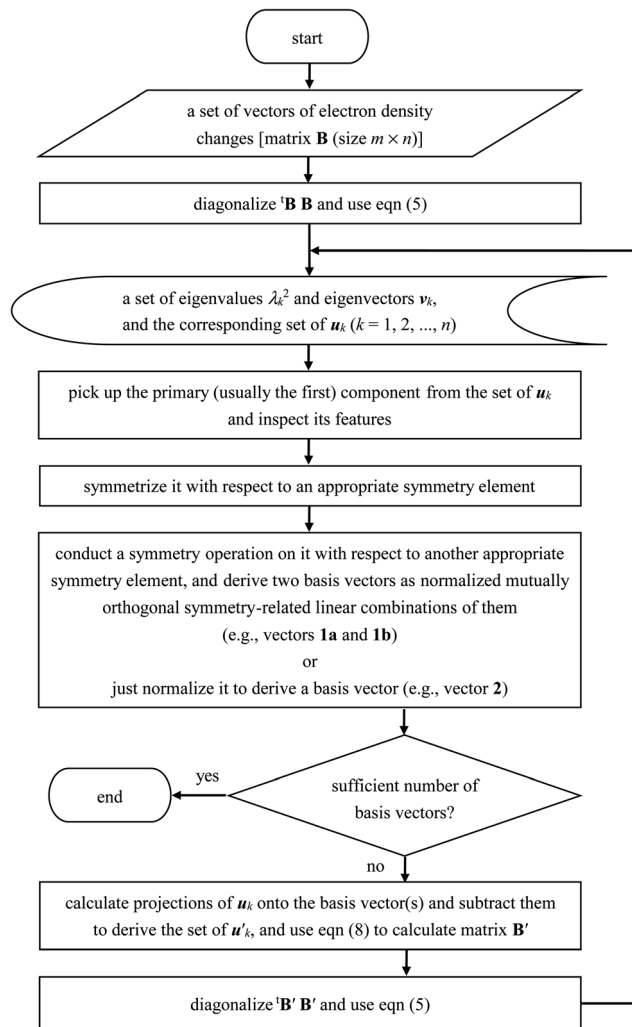 start
a set of vectors of electron density
changes [matrix B (size m × n)]
diagonalize ᵗB B and use eqn (5)
a set of eigenvalues λₖ² and eigenvectors vₖ,
and the corresponding set of uₖ (k = 1, 2, ..., n)
pick up the primary (usually the first) component from the set of uₖ
and inspect its features
symmetrize it with respect to an appropriate symmetry element
conduct a symmetry operation on it with respect to another appropriate
symmetry element, and derive two basis vectors as normalized mutually
orthogonal symmetry-related linear combinations of them
(e.g., vectors 1a and 1b)
or
just normalize it to derive a basis vector (e.g., vector 2)
sufficient number of
basis vectors?
yes
end
no
calculate projections of uₖ onto the basis vector(s) and subtract them
to derive the set of u′ₖ, and use eqn (8) to calculate matrix B′
diagonalize ᵗB′ B′ and use eqn (5)